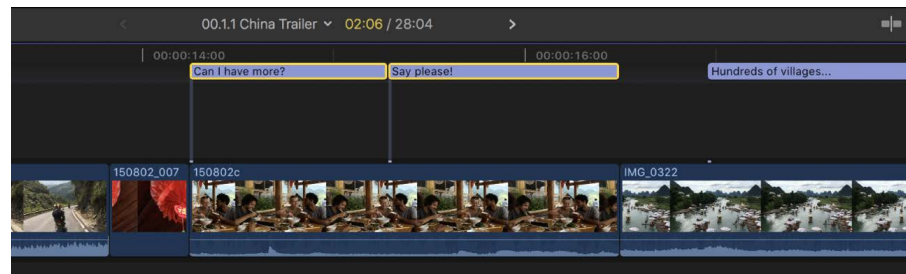 00.1.1 China Trailer 02:06 / 28:04
00:00:14:00 00:00:16:00
Can I have more? Say please! Hundreds of villages...
150802_007 150802c IMG_0322